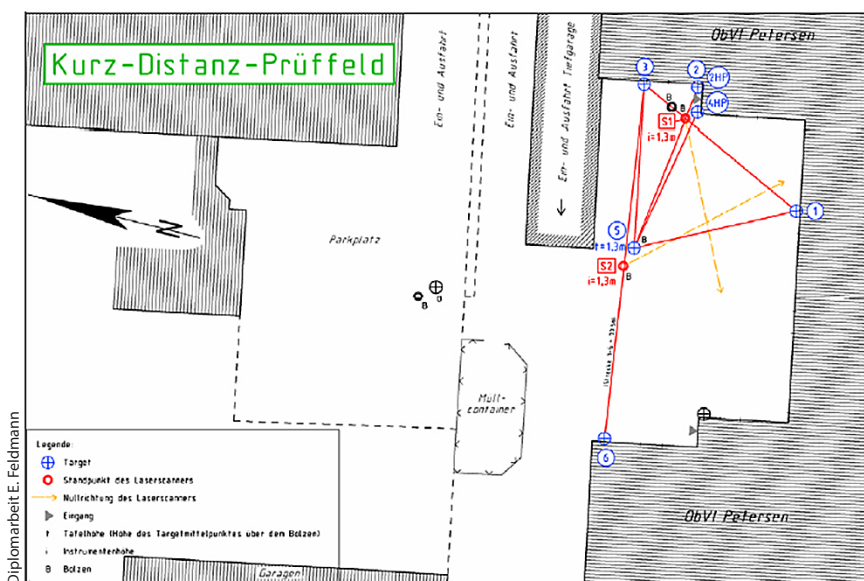 Kurz-Distanz-Prüffeld
Ein- und Ausfahrt
Ein- und Ausfahrt
Ein- und Ausfahrt Tiefgarage
ObVI Petersen
3
2
2HP
4HP
B
B
S1
i=1,3m
1
N
Parkplatz
5
t=1,3m
B
S2
i=1,3m
B
B
Müll-
container
6
ObVI Petersen
Legende:
Target
Standpunkt des Laserscanners
Nullrichtung des Laserscanners
Eingang
t Tafelhöhe (Höhe des Targetmittelpunktes über dem Bolzen)
i Instrumentenhöhe
B Bolzen
Garagen
Diplomarbeit E. Feldmann